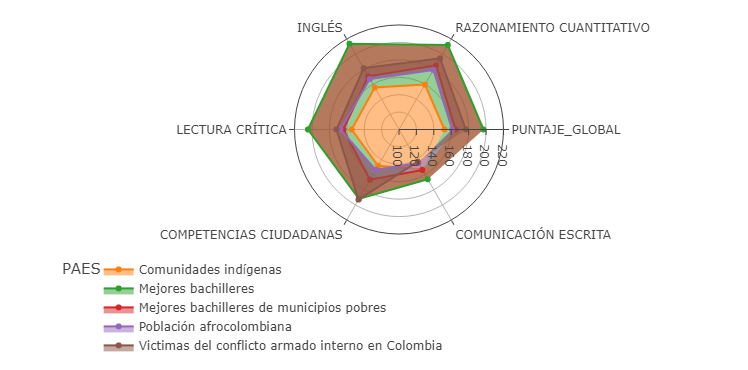 INGLÉS
RAZONAMIENTO CUANTITATIVO
LECTURA CRÍTICA
PUNTAJE_GLOBAL
100
120
140
160
180
200
220
COMPETENCIAS CIUDADANAS
COMUNICACIÓN ESCRITA
PAES
Comunidades indígenas
Mejores bachilleres
Mejores bachilleres de municipios pobres
Población afrocolombiana
Victimas del conflicto armado interno en Colombia